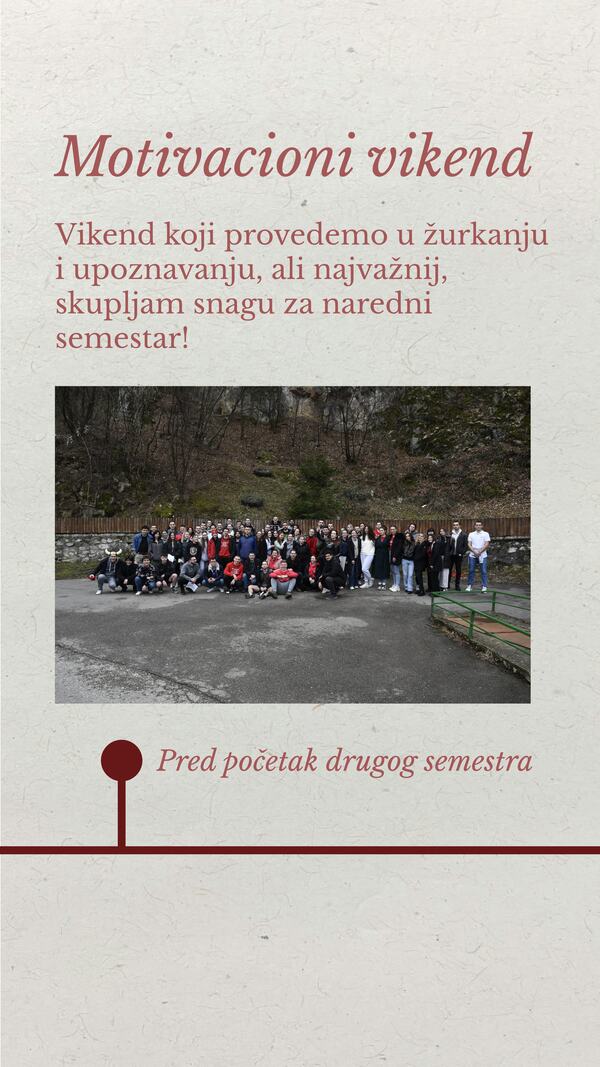 Motivacioni vikend
Vikend koji provedemo u žurkanju
i upoznavanju, ali najvažnij,
skupljam snagu za naredni
semestar!
Pred početak drugog semestra